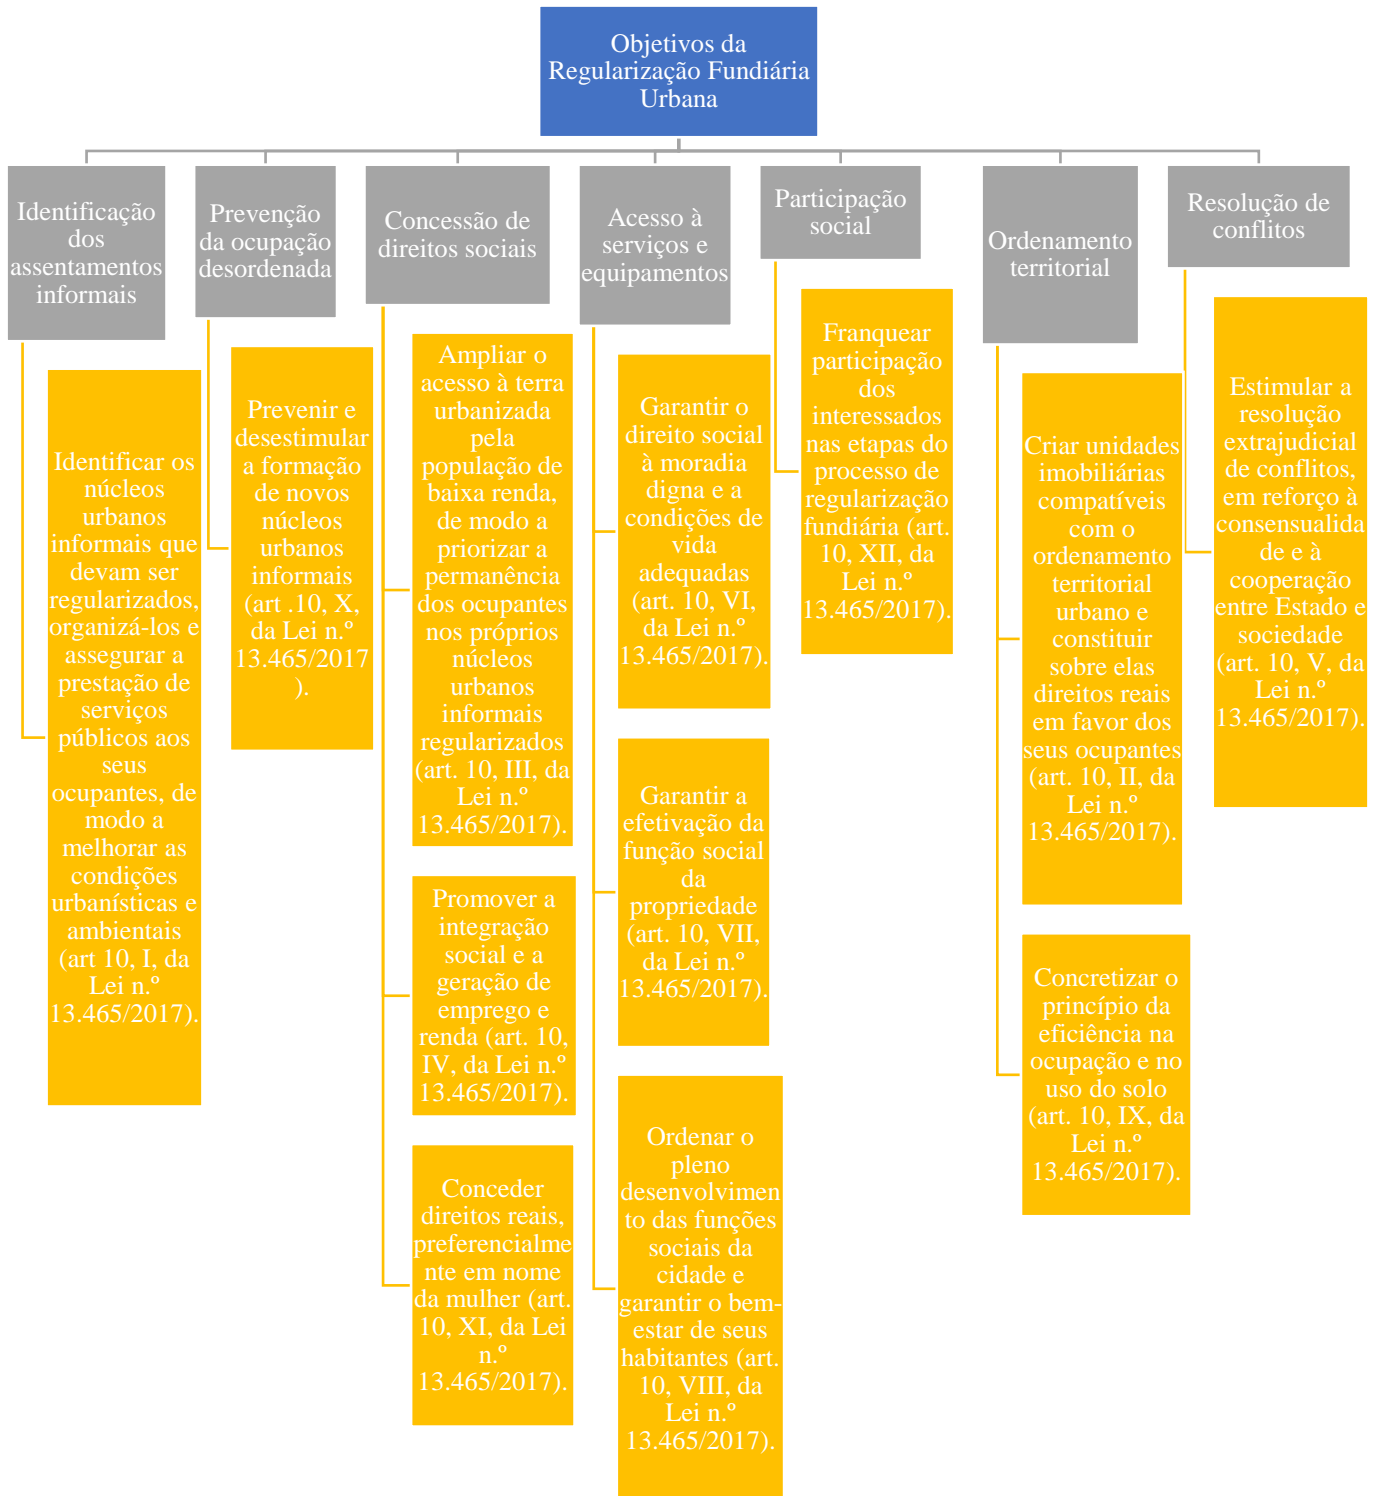 Objetivos da
Regularização Fundiária
Urbana
Identificação
dos
assentamentos
informais
Identificar os
núcleos
urbanos
informais que
devam ser
regularizados,
organizá-los e
assegurar a
prestação de
serviços
públicos aos
seus
ocupantes, de
modo a
melhorar as
condições
urbanísticas e
ambientais
(art 10, I, da
Lei n.º
13.465/2017).
Prevenção
da ocupação
desordenada
Prevenir e
desestimular
a formação
de novos
núcleos
urbanos
informais
(art .10, X,
da Lei n.º
13.465/2017
).
Concessão de
direitos sociais
Ampliar o
acesso à terra
urbanizada
pela
população de
baixa renda,
de modo a
priorizar a
permanência
dos ocupantes
nos próprios
núcleos
urbanos
informais
regularizados
(art. 10, III, da
Lei n.º
13.465/2017).
Promover a
integração
social e a
geração de
emprego e
renda (art. 10,
IV, da Lei n.º
13.465/2017).
Conceder
direitos reais,
preferencialme
nte em nome
da mulher (art.
10, XI, da Lei
n.º
13.465/2017).
Acesso à
serviços e
equipamentos
Garantir o
direito social
à moradia
digna e a
condições de
vida
adequadas
(art. 10, VI,
da Lei n.º
13.465/2017).
Garantir a
efetivação da
função social
da
propriedade
(art. 10, VII,
da Lei n.º
13.465/2017).
Ordenar o
pleno
desenvolvimen
to das funções
sociais da
cidade e
garantir o bem-
estar de seus
habitantes (art.
10, VIII, da
Lei n.º
13.465/2017).
Participação
social
Franquear
participação
dos
interessados
nas etapas do
processo de
regularização
fundiária (art.
10, XII, da
Lei n.º
13.465/2017).
Ordenamento
territorial
Criar unidades
imobiliárias
compatíveis
com o
ordenamento
territorial
urbano e
constituir
sobre elas
direitos reais
em favor dos
seus ocupantes
(art. 10, II, da
Lei n.º
13.465/2017).
Concretizar o
princípio da
eficiência na
ocupação e no
uso do solo
(art. 10, IX, da
Lei n.º
13.465/2017).
Resolução de
conflitos
Estimular a
resolução
extrajudicial
de conflitos,
em reforço à
consensualida
de e à
cooperação
entre Estado e
sociedade
(art. 10, V, da
Lei n.º
13.465/2017).